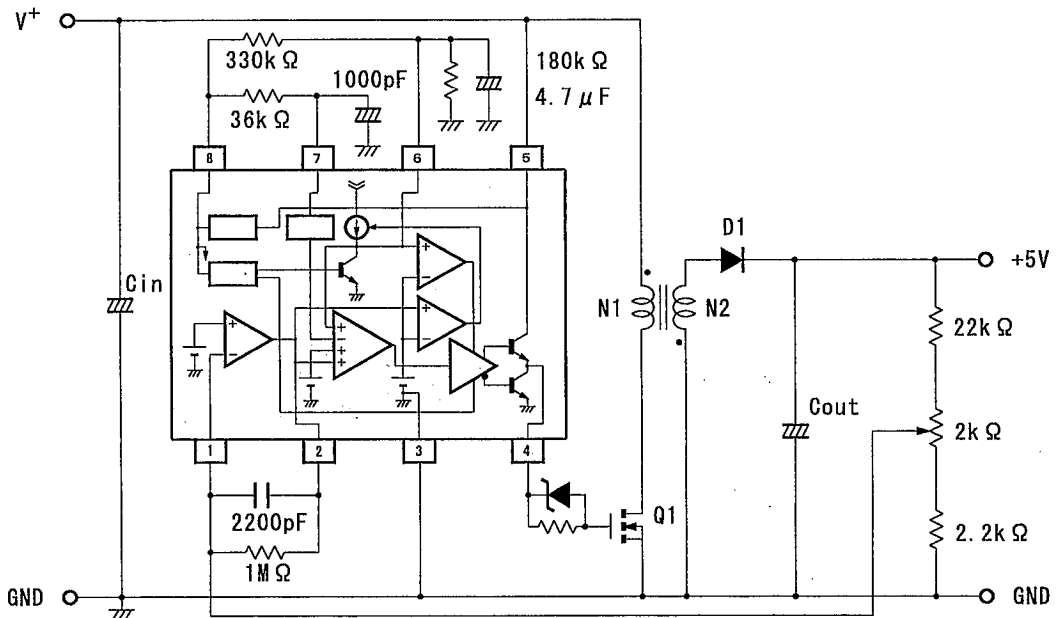 V+
330kΩ
1000pF
180kΩ
4.7μF
36kΩ
8
7
6
5
D1
+5V
Cin
N1
N2
22kΩ
+
−
+
−
+
−
+
−
+
+
Cout
2kΩ
1
2
3
4
2200pF
Q1
2.2kΩ
1MΩ
GND
GND